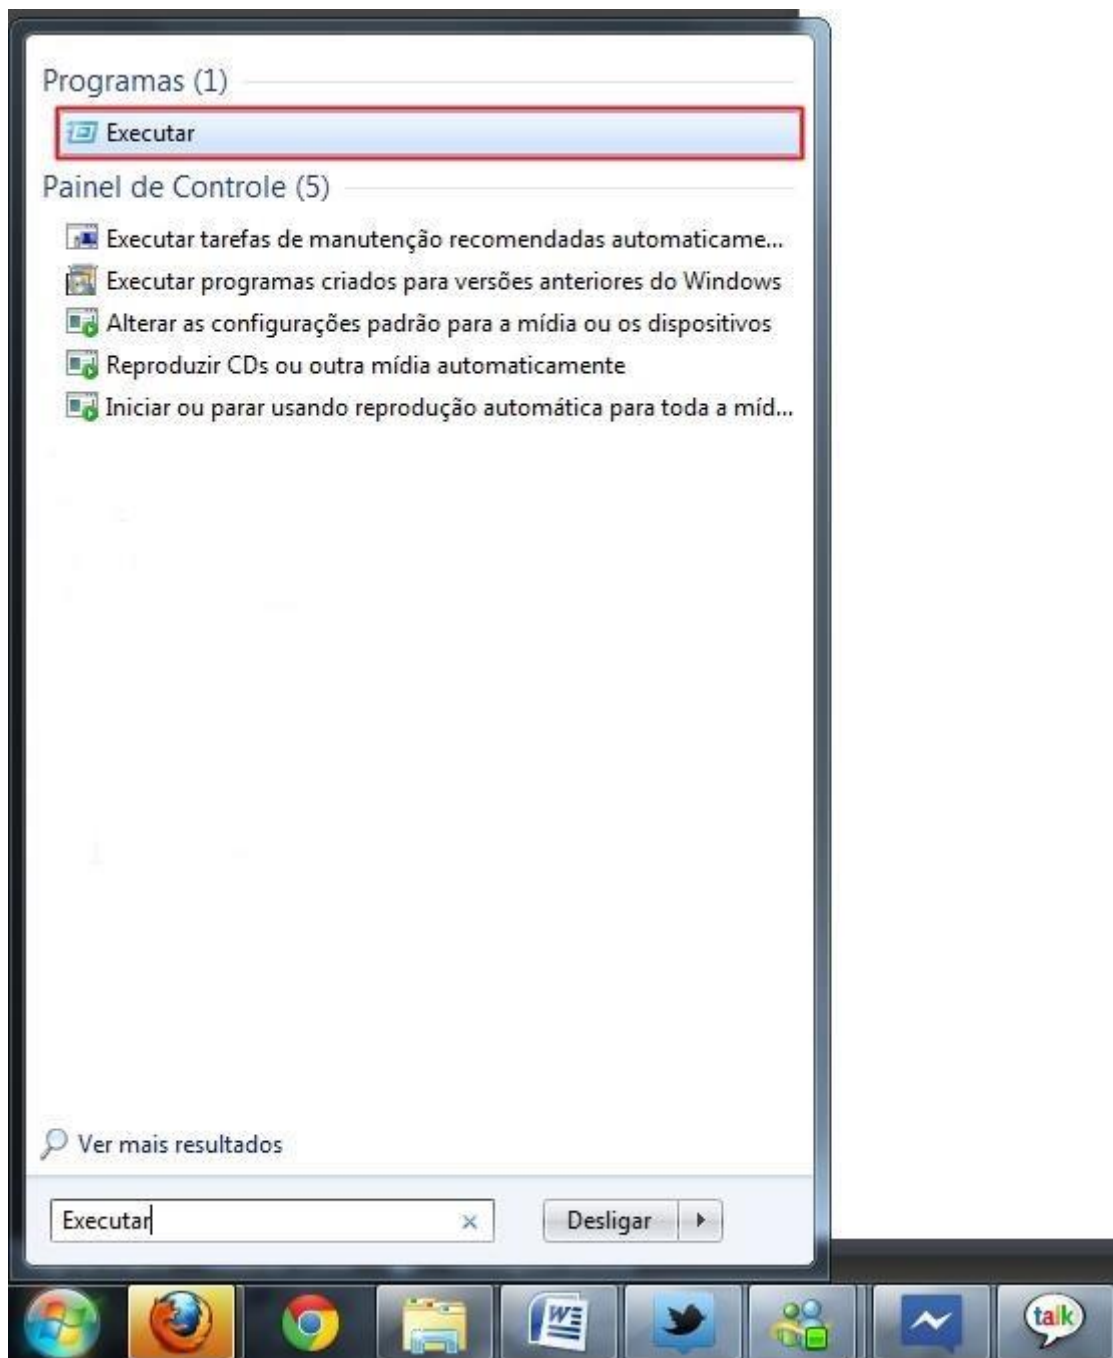 Programas (1)
Executar
Painel de Controle (5)
Executar tarefas de manutenção recomendadas automaticame...
Executar programas criados para versões anteriores do Windows
Alterar as configurações padrão para a mídia ou os dispositivos
Reproduzir CDs ou outra mídia automaticamente
Iniciar ou parar usando reprodução automática para toda a míd...
Ver mais resultados
Executar
Desligar
W
talk